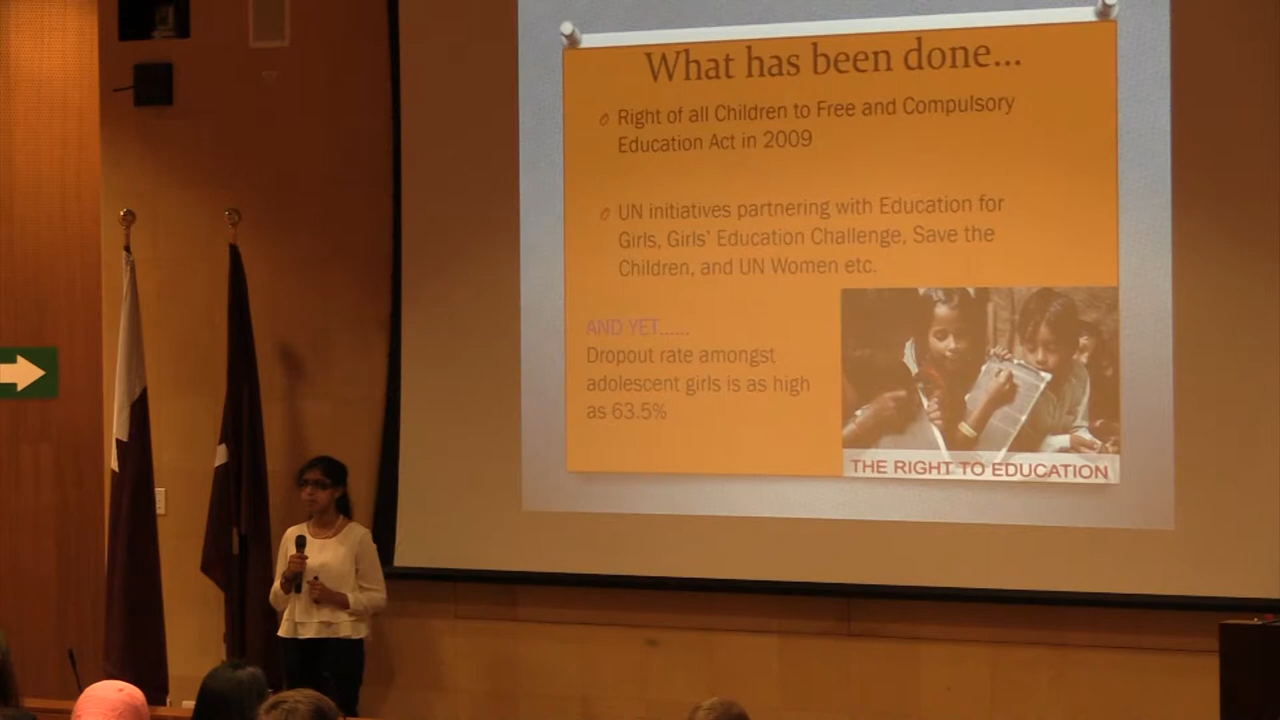 What has been done...
Right of all Children to Free and Compulsory
Education Act in 2009
UN initiatives partnering with Education for
Girls, Girls' Education Challenge, Save the
Children, and UN Women etc.
AND YET......
Dropout rate amongst
adolescent girls is as high
as 63.5%
THE RIGHT TO EDUCATION